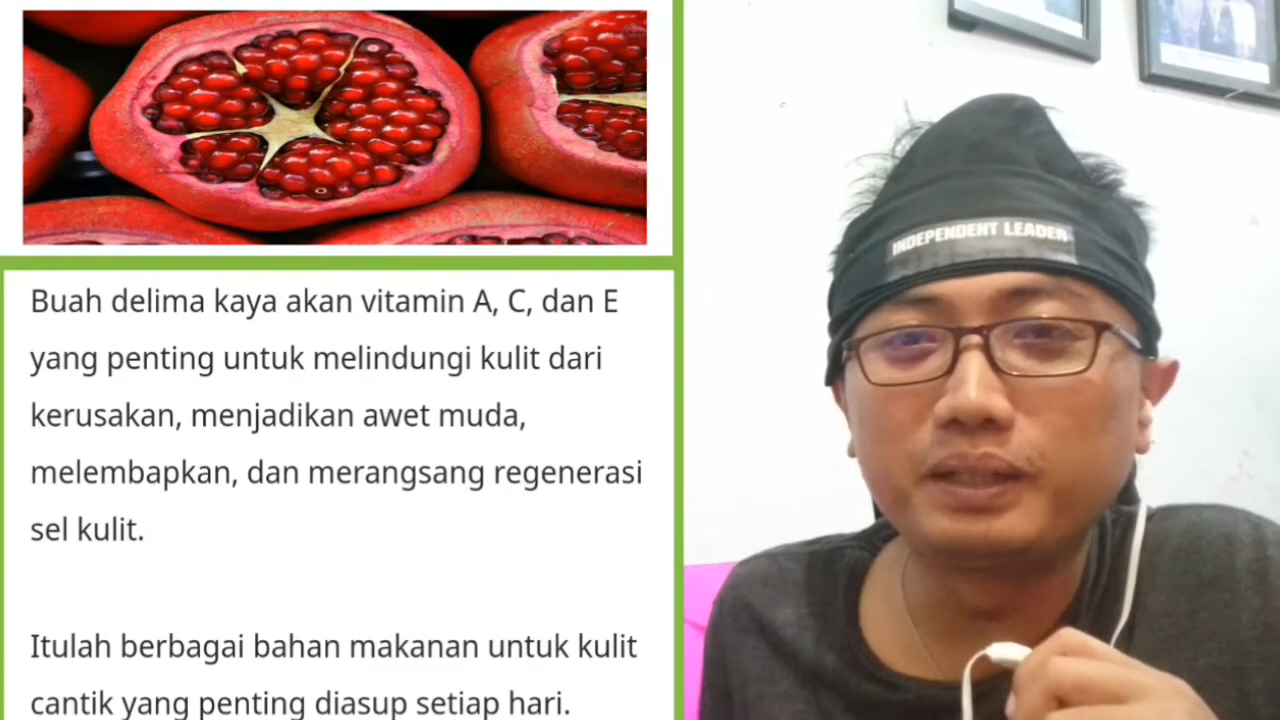 Buah delima kaya akan vitamin A, C, dan E
yang penting untuk melindungi kulit dari
kerusakan, menjadikan awet muda,
melembapkan, dan merangsang regenerasi
sel kulit.
Itulah berbagai bahan makanan untuk kulit
cantik yang penting diasup setiap hari.
INDEPENDENT LEADER